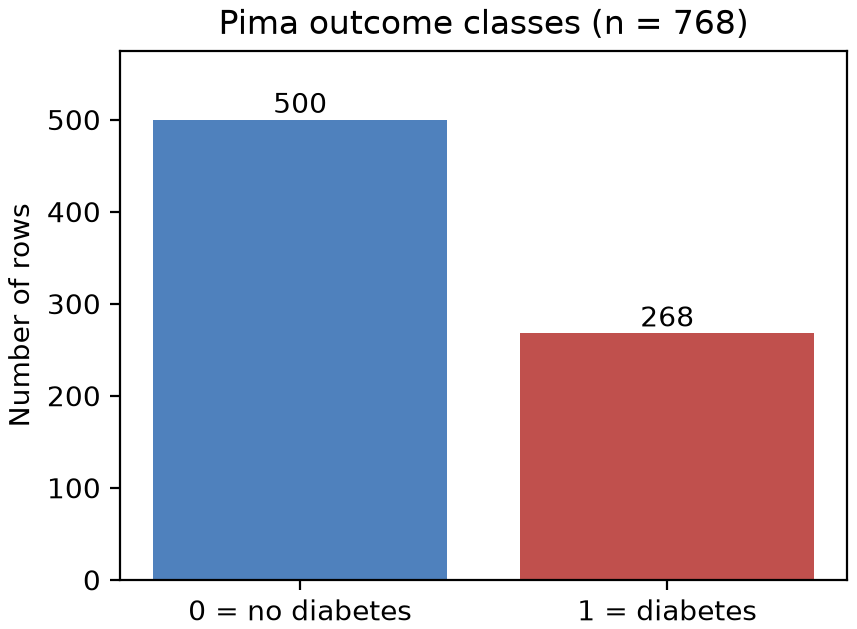 Pima outcome classes (n = 768)
Number of rows
500
400
300
200
100
0
500
268
0 = no diabetes
1 = diabetes